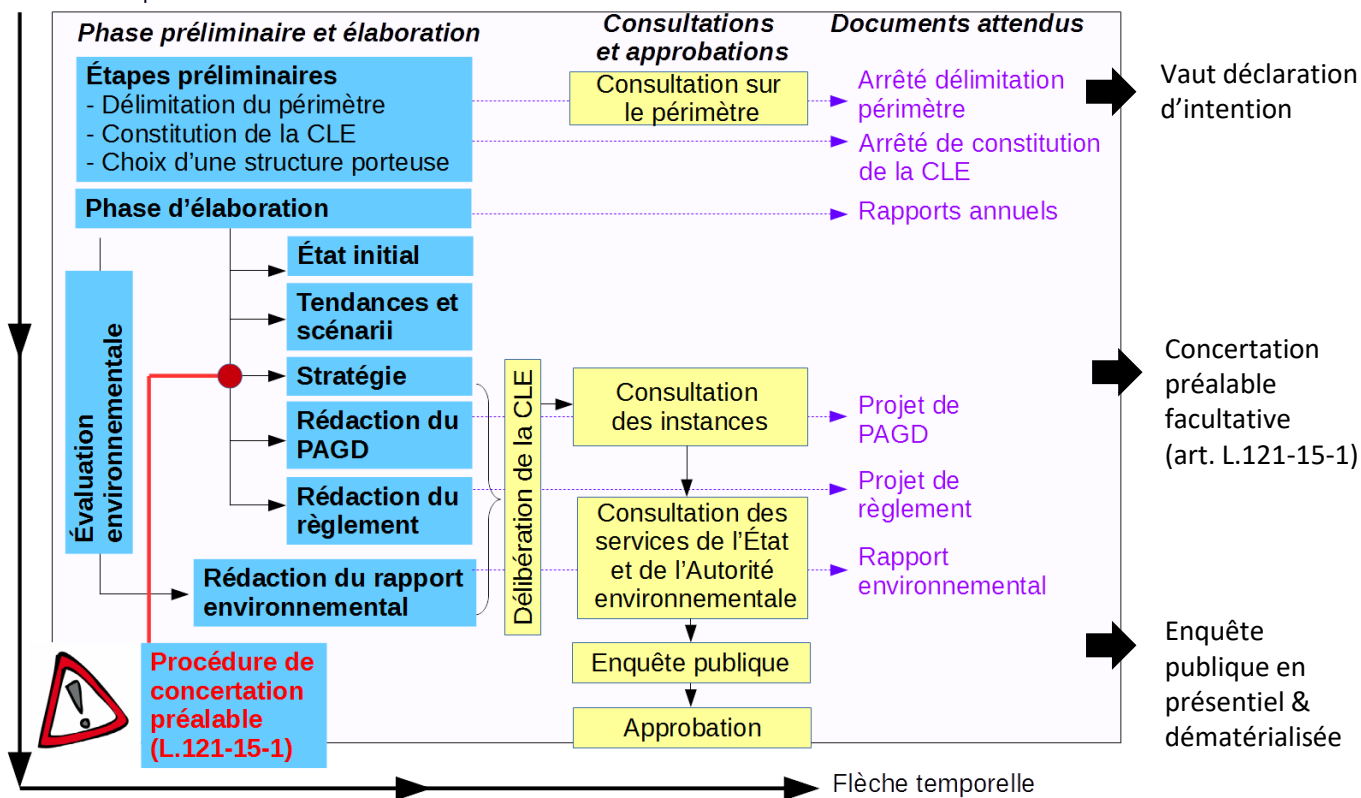 Phase préliminaire et élaboration
Consultations
et approbations
Documents attendus
Étapes préliminaires
- Délimitation du périmètre
- Constitution de la CLE
- Choix d'une structure porteuse
Consultation sur
le périmètre
Arrêté délimitation
périmètre
Arrêté de constitution
de la CLE
Vaut déclaration
d'intention
Phase d'élaboration
Rapports annuels
État initial
Tendances et
scénarii
Stratégie
Rédaction du
PAGD
Rédaction du
règlement
Évaluation
environnementale
Rédaction du rapport
environnemental
Délibération de la CLE
Consultation
des instances
Projet de
PAGD
Projet de
règlement
Consultation des
services de l'État
et de l'Autorité
environnementale
Rapport
environnemental
Concertation
préalable
facultative
(art. L.121-15-1)
Procédure de
concertation
préalable
(L.121-15-1)
Enquête publique
Approbation
Enquête
publique en
présentiel &
dématérialisée
Flèche temporelle